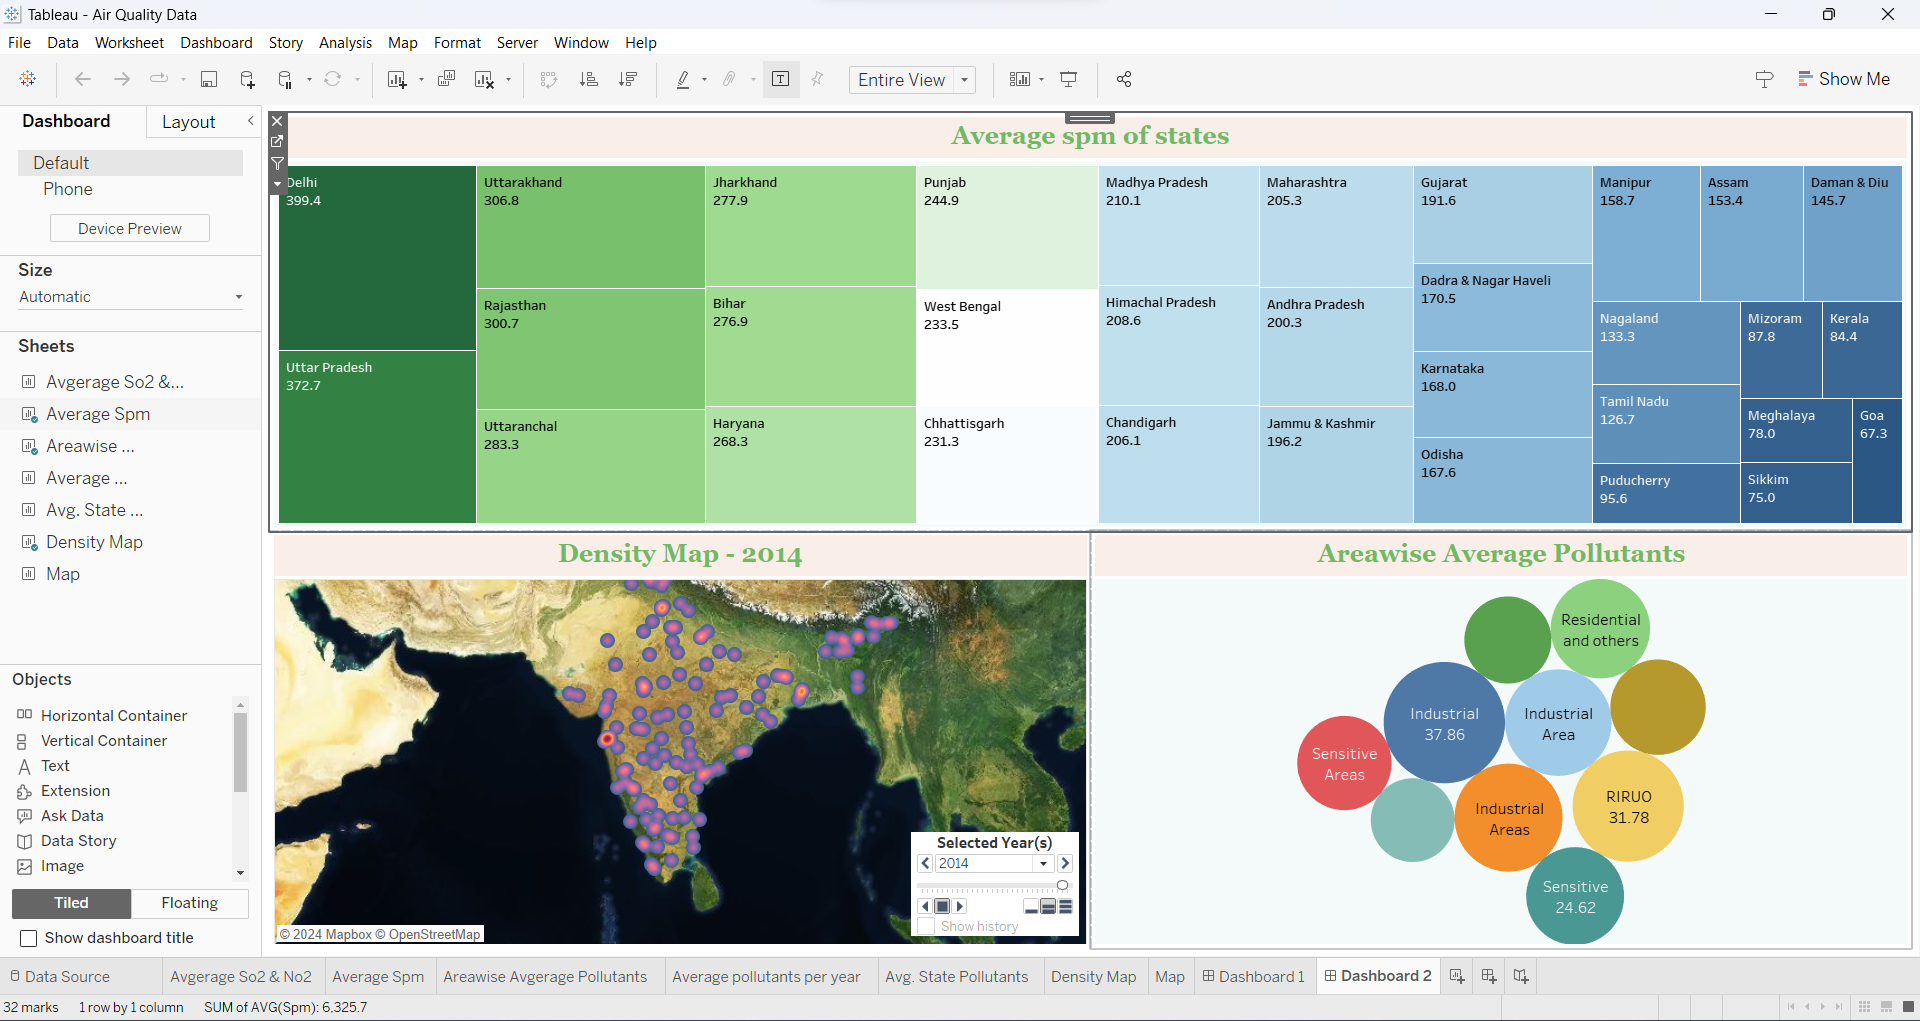 Tableau - Air Quality Data
File Data Worksheet Dashboard Story Analysis Map Format Server Window Help
Entire View
Show Me
Dashboard Layout
Default
Phone
Device Preview
Size
Automatic
Sheets
Avgerage So2 &...
Average Spm
Areawise ...
Average ...
Avg. State ...
Density Map
Map
Objects
Horizontal Container
Vertical Container
Text
Extension
Ask Data
Data Story
Image
Tiled Floating
Show dashboard title
Average spm of states
Delhi
399.4
Uttar Pradesh
372.7
Uttarakhand
306.8
Rajasthan
300.7
Uttaranchal
283.3
Jharkhand
277.9
Bihar
276.9
Haryana
268.3
Punjab
244.9
West Bengal
233.5
Chhattisgarh
231.3
Madhya Pradesh
210.1
Himachal Pradesh
208.6
Chandigarh
206.1
Maharashtra
205.3
Andhra Pradesh
200.3
Jammu & Kashmir
196.2
Gujarat
191.6
Dadra & Nagar Haveli
170.5
Karnataka
168.0
Odisha
167.6
Manipur
158.7
Assam
153.4
Daman & Diu
145.7
Nagaland
133.3
Tamil Nadu
126.7
Puducherry
95.6
Mizoram
87.8
Kerala
84.4
Meghalaya
78.0
Sikkim
75.0
Goa
67.3
Density Map - 2014
Selected Year(s)
2014
Show history
© 2024 Mapbox © OpenStreetMap
Areawise Average Pollutants
Residential
and others
Industrial
37.86
Industrial
Area
Sensitive
Areas
Industrial
Areas
RIRUO
31.78
Sensitive
24.62
Data Source Avgerage So2 & No2 Average Spm Areawise Avgerage Pollutants Average pollutants per year Avg. State Pollutants Density Map Map Dashboard 1 Dashboard 2
32 marks 1 row by 1 column SUM of AVG(Spm): 6,325.7